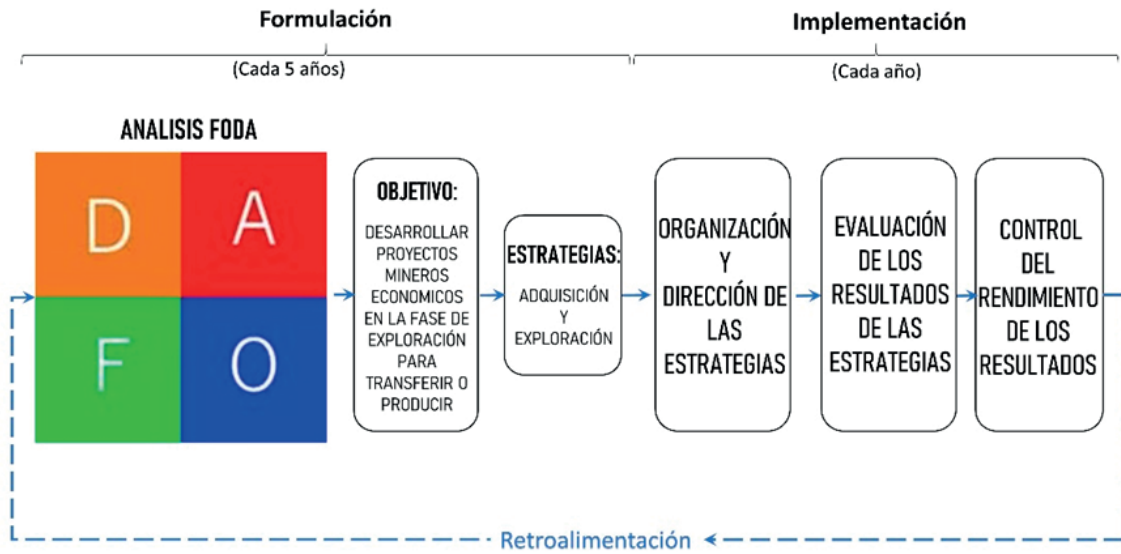 Formulación
Implementación
(Cada 5 años)
(Cada año)
ANALISIS FODA
D
A
F
O
OBJETIVO:
DESARROLLAR
PROYECTOS
MINEROS
ECONOMICOS
EN LA FASE DE
EXPLORACIÓN
PARA
TRANSFERIR O
PRODUCIR
ESTRATEGIAS:
ADQUISICIÓN
Y
EXPLORACIÓN
ORGANIZACIÓN
Y
DIRECCIÓN DE
LAS
ESTRATEGIAS
EVALUACIÓN
DE LOS
RESULTADOS
DE LAS
ESTRATEGIAS
CONTROL
DEL
RENDIMIENTO
DE LOS
RESULTADOS
Retroalimentación